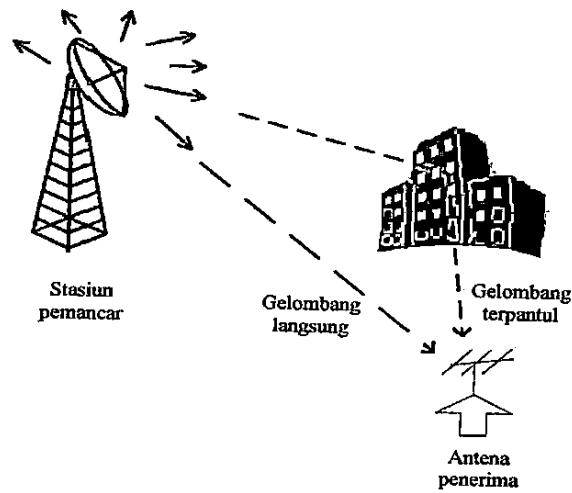 Stasiun
pemancar
Gelombang
langsung
Gelombang
terpantul
Antena
penerima